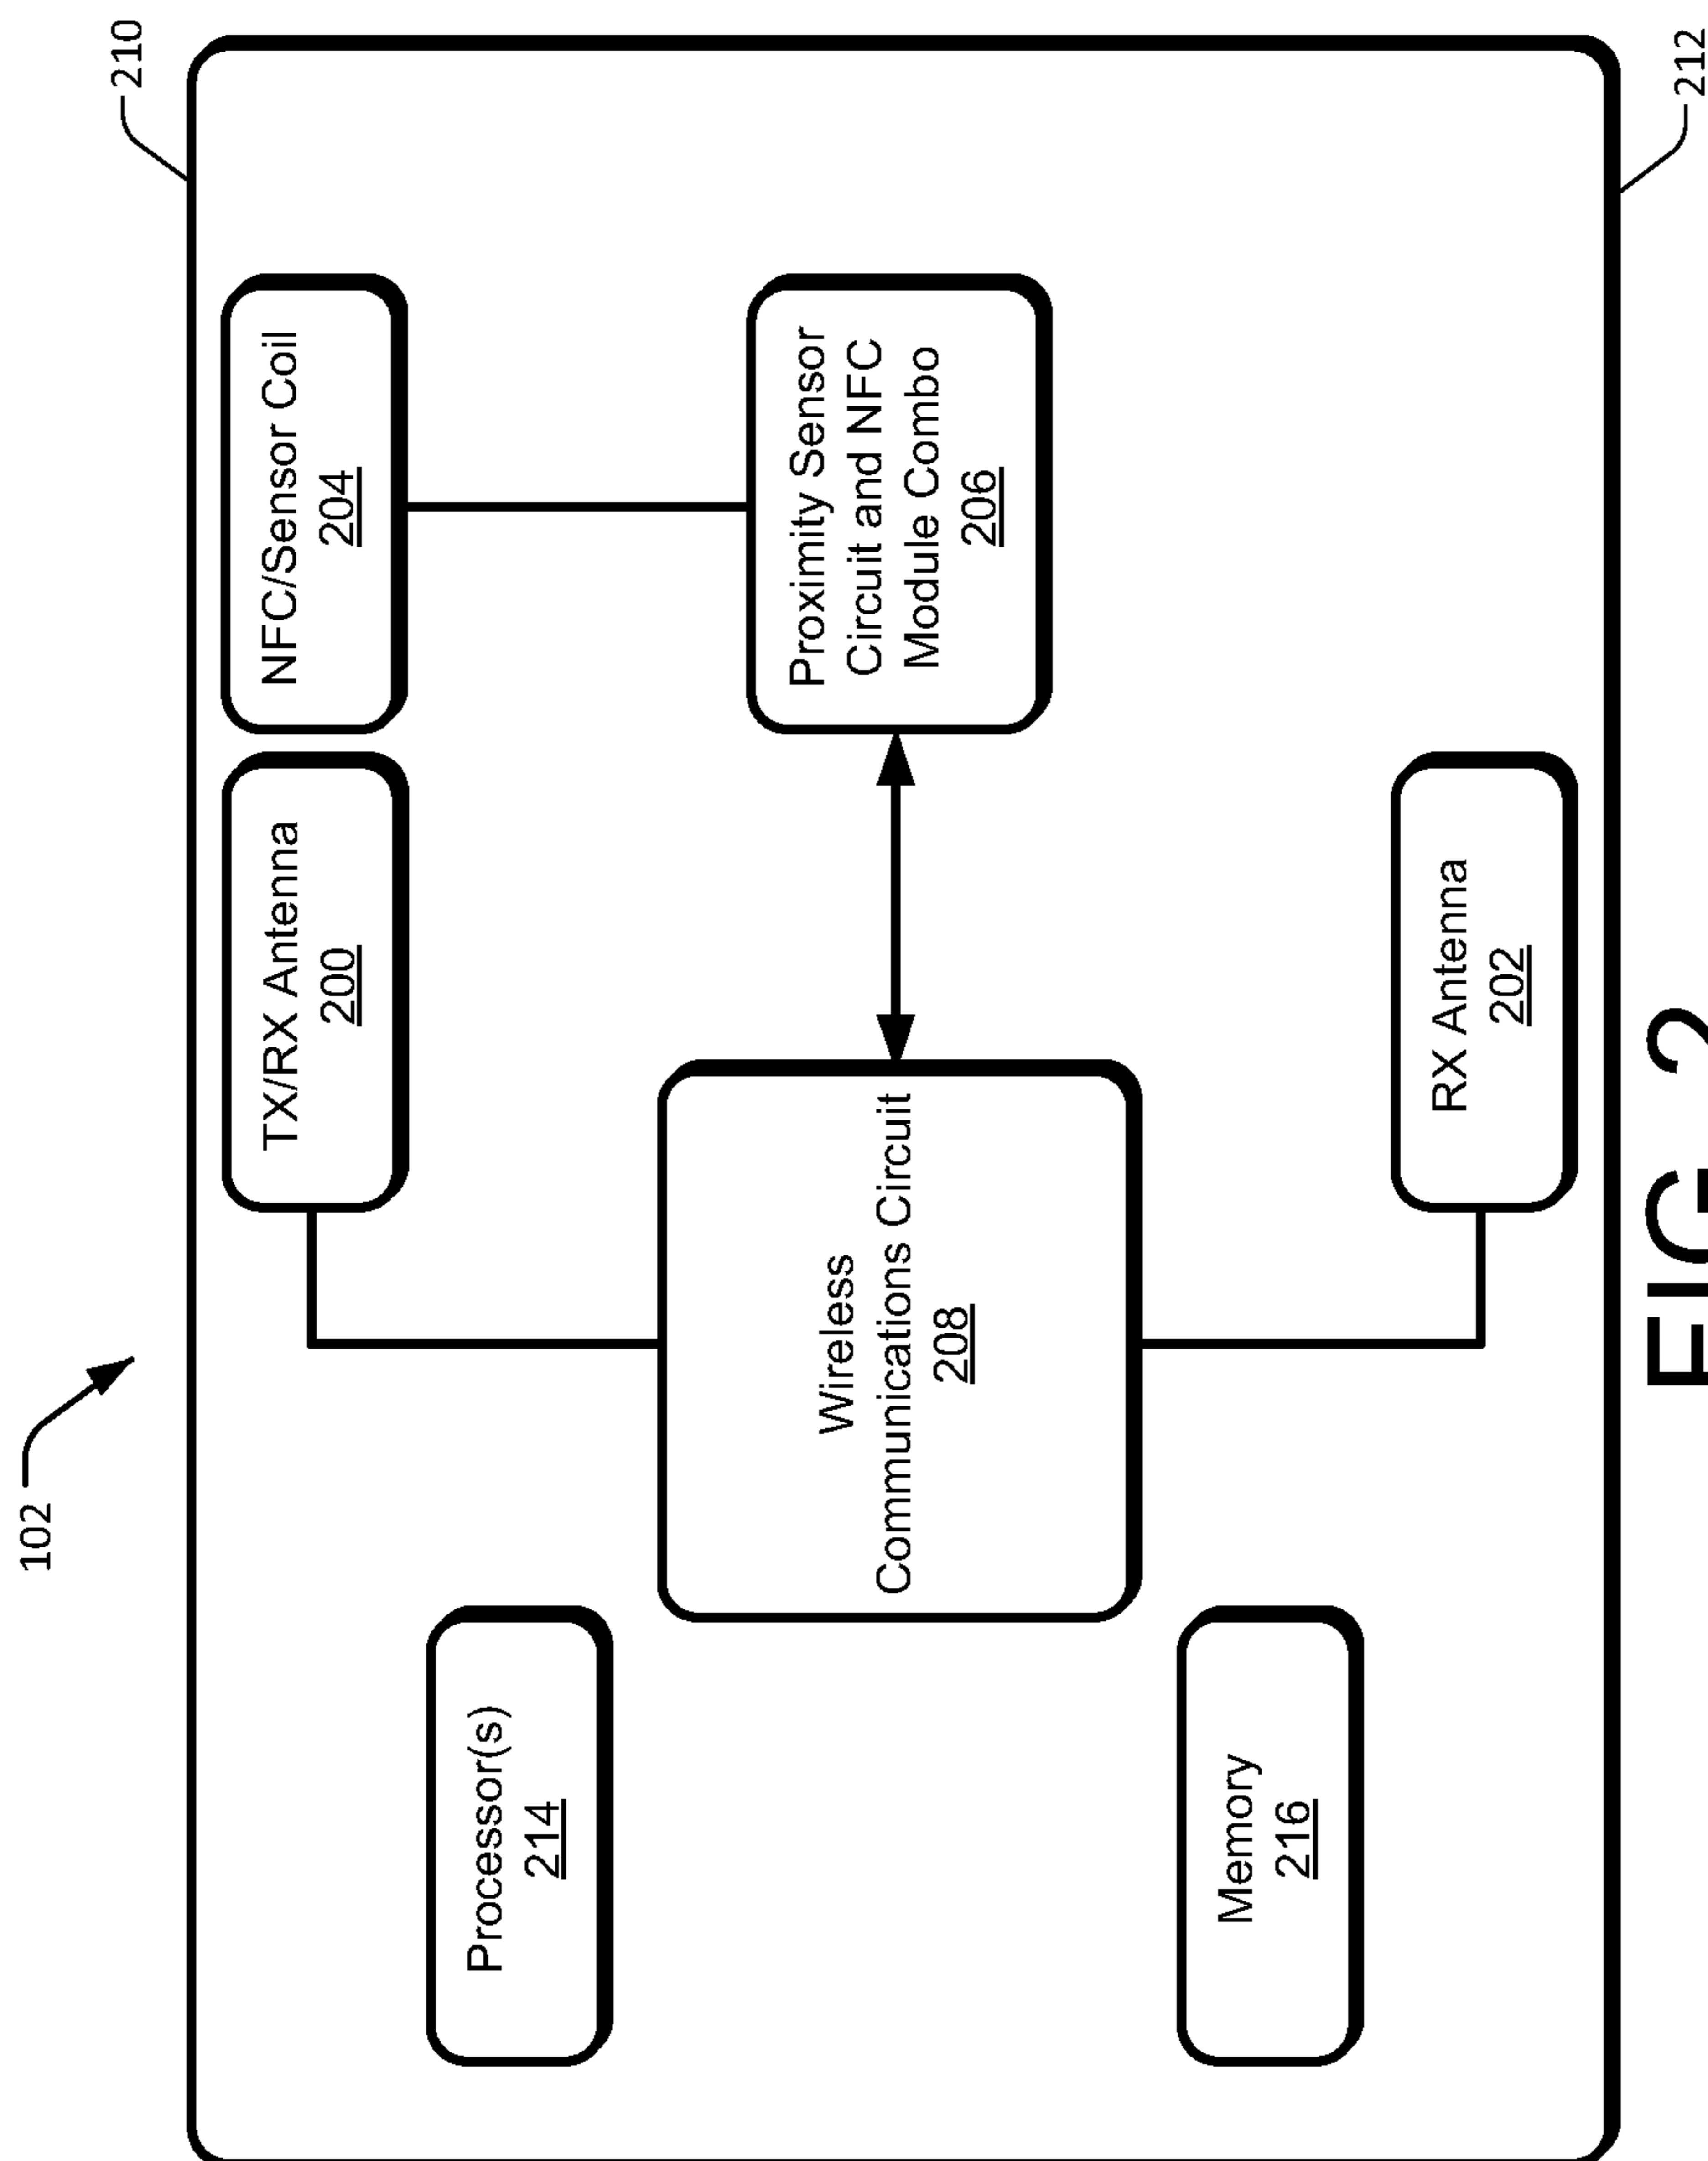 102
210
TX/RX Antenna
200
NFC/Sensor Coil
204
Processor(s)
214
Wireless
Communications Circuit
208
Proximity Sensor
Circuit and NFC
Module Combo
206
Memory
216
RX Antenna
202
212
FIG 2